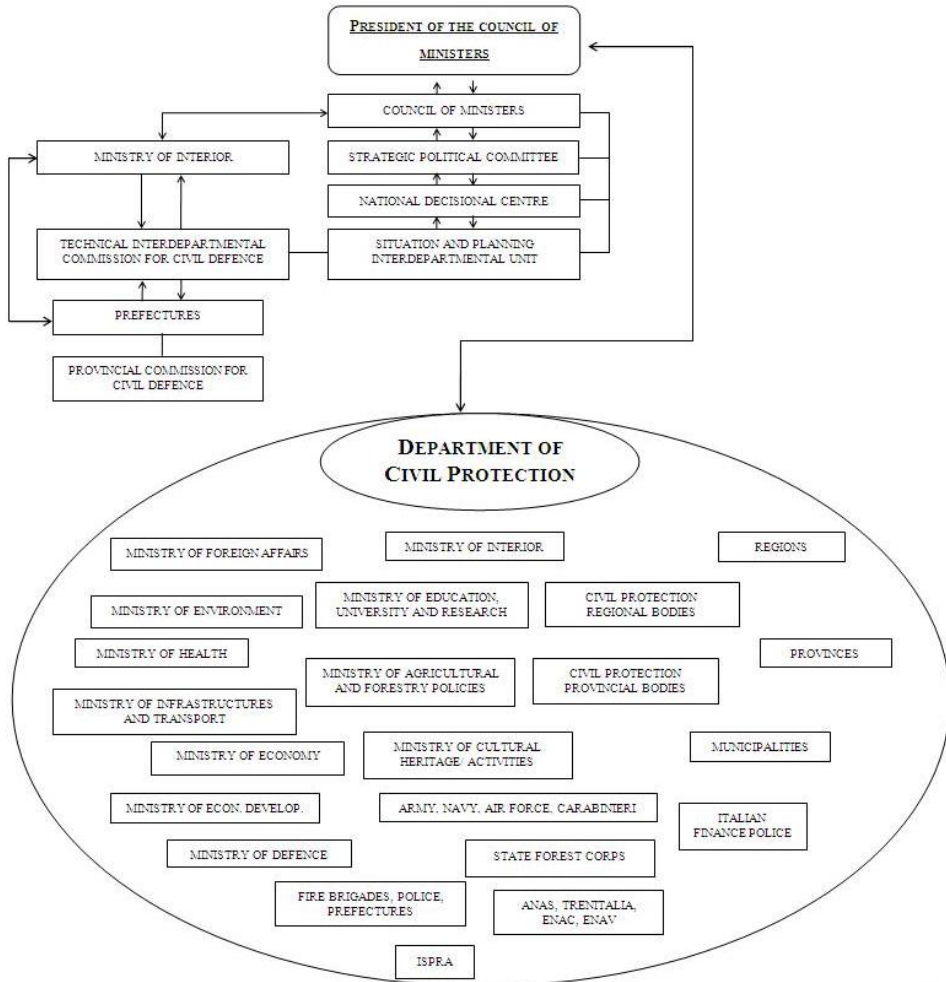 PRESIDENT OF THE COUNCIL OF
MINISTERS
COUNCIL OF MINISTERS
MINISTRY OF INTERIOR
STRATEGIC POLITICAL COMMITTEE
NATIONAL DECISIONAL CENTRE
TECHNICAL INTERDEPARTMENTAL
COMMISSION FOR CIVIL DEFENCE
SITUATION AND PLANNING
INTERDEPARTMENTAL UNIT
PREFECTURES
PROVINCIAL COMMISSION FOR
CIVIL DEFENCE
DEPARTMENT OF
CIVIL PROTECTION
MINISTRY OF FOREIGN AFFAIRS
MINISTRY OF INTERIOR
REGIONS
MINISTRY OF ENVIRONMENT
MINISTRY OF EDUCATION,
UNIVERSITY AND RESEARCH
CIVIL PROTECTION
REGIONAL BODIES
MINISTRY OF HEALTH
PROVINCES
MINISTRY OF AGRICULTURAL
AND FORESTRY POLICIES
CIVIL PROTECTION
PROVINCIAL BODIES
MINISTRY OF INFRASTRUCTURES
AND TRANSPORT
MINISTRY OF ECONOMY
MINISTRY OF CULTURAL
HERITAGE/ ACTIVITIES
MUNICIPALITIES
MINISTRY OF ECON. DEVELOP.
ARMY, NAVY, AIR FORCE, CARABINIERI
ITALIAN
FINANCE POLICE
MINISTRY OF DEFENCE
STATE FOREST CORPS
FIRE BRIGADES, POLICE,
PREFECTURES
ANAS, TRENITALIA,
ENAC, ENAV
ISPRA